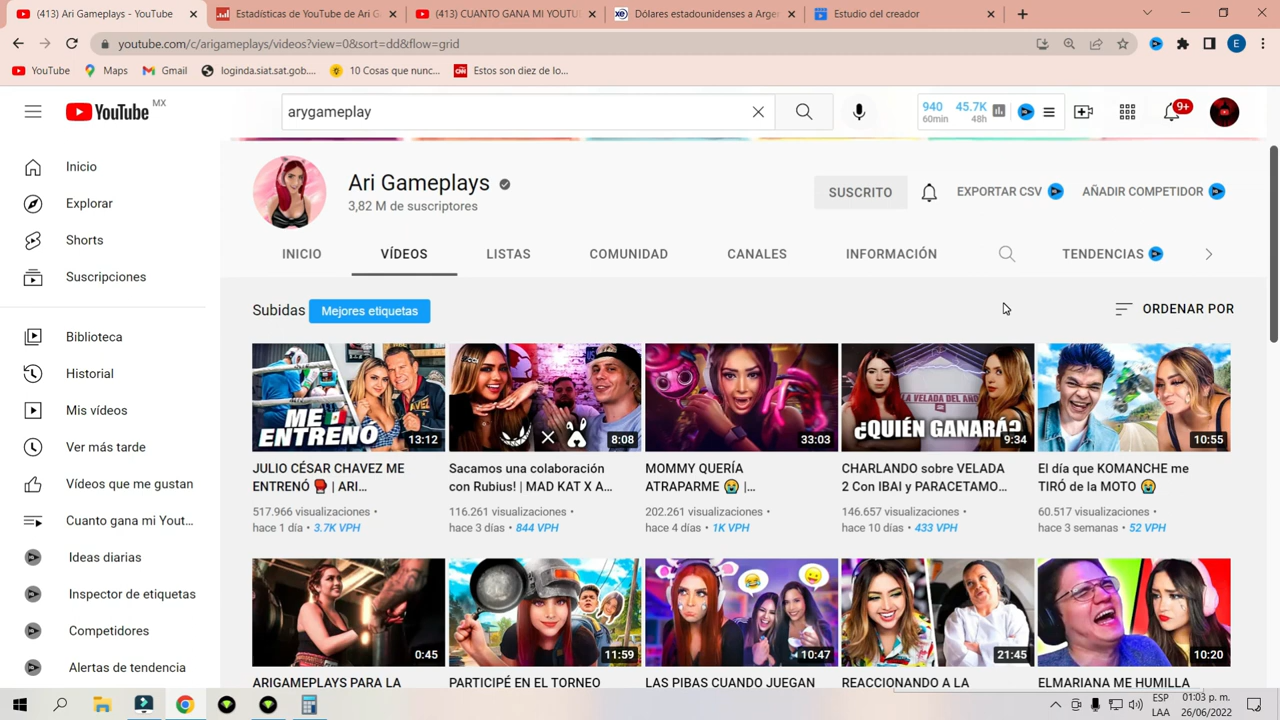 (413) Ari Gameplays - YouTube
Estadísticas de YouTube de Ari G
(413) CUANTO GANA MI YOUTU
Dólares estadounidenses a Arge
Estudio del creador
youtube.com/c/arigameplays/videos?view=0&sort=dd&flow=grid
E
YouTube
Maps
Gmail
loginda.siat.sat.gob....
10 Cosas que nunc...
Estos son diez de lo...
YouTube MX
arygameplay
940 45.7K
60min 48h
9+
Inicio
Explorar
Shorts
Suscripciones
Biblioteca
Historial
Mis vídeos
Ver más tarde
Vídeos que me gustan
Cuanto gana mi Yout...
Ideas diarias
Inspector de etiquetas
Competidores
Alertas de tendencia
Ari Gameplays
3,82 M de suscriptores
SUSCRITO
EXPORTAR CSV
AÑADIR COMPETIDOR
INICIO
VÍDEOS
LISTAS
COMUNIDAD
CANALES
INFORMACIÓN
TENDENCIAS
Subidas
Mejores etiquetas
ORDENAR POR
ME
ENTRENÓ
13:12
JULIO CÉSAR CHAVEZ ME
ENTRENÓ 🥊 | ARI...
517.966 visualizaciones •
hace 1 día • 3.7K VPH
8:08
Sacamos una colaboración
con Rubius! | MAD KAT X A...
116.261 visualizaciones •
hace 3 días • 844 VPH
33:03
MOMMY QUERÍA
ATRAPARME 😭 |...
202.261 visualizaciones •
hace 4 días • 1K VPH
LA VELADA DEL AÑO
¿QUIÉN GANARÁ?
9:34
CHARLANDO sobre VELADA
2 Con IBAI y PARACETAMO...
146.657 visualizaciones •
hace 10 días • 433 VPH
10:55
El día que KOMANCHE me
TIRÓ de la MOTO 😭
60.517 visualizaciones •
hace 3 semanas • 52 VPH
0:45
ARIGAMEPLAYS PARA LA
11:59
PARTICIPÉ EN EL TORNEO
10:47
LAS PIBAS CUANDO JUEGAN
21:45
REACCIONANDO A LA
10:20
ELMARIANA ME HUMILLA
ESP
LAA
01:03 p. m.
26/06/2022